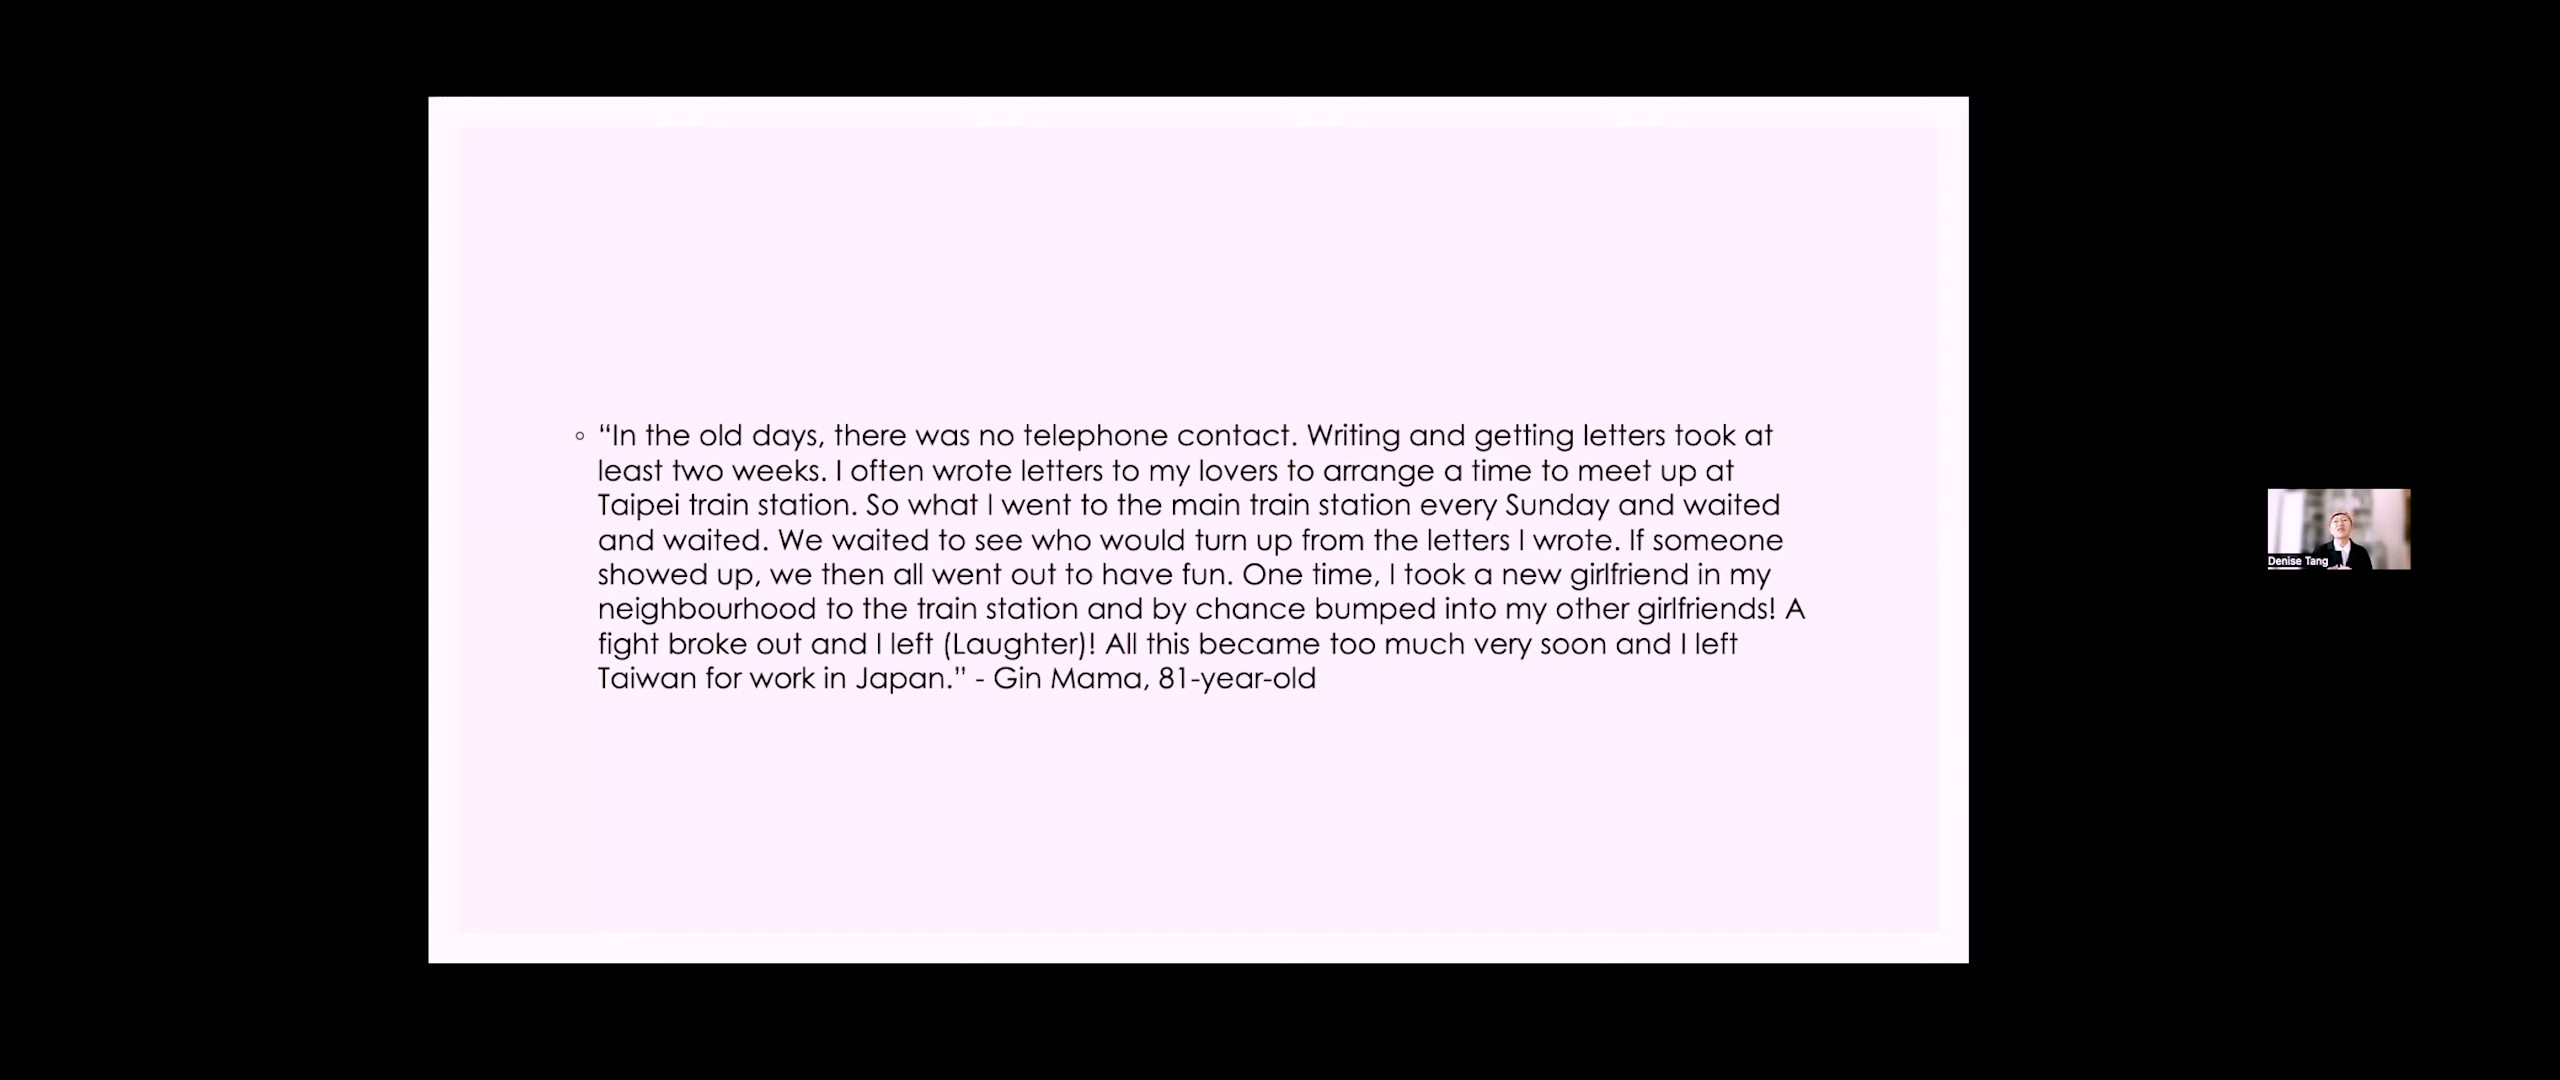 ◦ “In the old days, there was no telephone contact. Writing and getting letters took at
least two weeks. I often wrote letters to my lovers to arrange a time to meet up at
Taipei train station. So what I went to the main train station every Sunday and waited
and waited. We waited to see who would turn up from the letters I wrote. If someone
showed up, we then all went out to have fun. One time, I took a new girlfriend in my
neighbourhood to the train station and by chance bumped into my other girlfriends! A
fight broke out and I left (Laughter)! All this became too much very soon and I left
Taiwan for work in Japan.” - Gin Mama, 81-year-old
Denise Tang